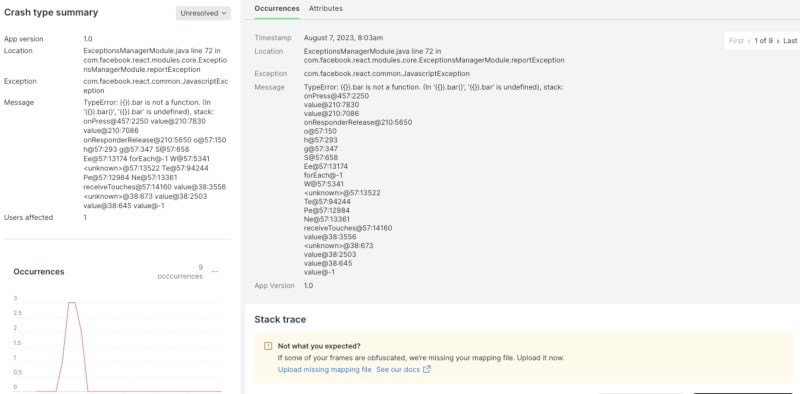 Crash type summary
Unresolved
App version 1.0
Location ExceptionsManagerModule.java line 72 in
com.facebook.react.modules.core.Exceptio
nsManagerModule.reportException
Exception com.facebook.react.common.JavascriptExc
eption
Message TypeError: ({}).bar is not a function. (In
'({}).bar()', '({}).bar' is undefined), stack:
onPress@457:2250 value@210:7830
value@210:7086
onResponderRelease@210:5650 o@57:150
h@57:293 g@57:347 S@57:658
Ee@57:13174 forEach@-1 W@57:5341
<unknown>@57:13522 Te@57:94244
Pe@57:12984 Ne@57:13361
receiveTouches@57:14160 value@38:3556
<unknown>@38:673 value@38:2503
value@38:645 value@-1
Users affected 1
Occurrences
9
occcurrences
...
3
2.5
2
1.5
1
0.5
0
Occurrences Attributes
Timestamp August 7, 2023, 8:03am
First < 1 of 9 > Last
Location ExceptionsManagerModule.java line 72 in
com.facebook.react.modules.core.ExceptionsManagerModule.reportException
Exception com.facebook.react.common.JavascriptException
Message TypeError: ({}).bar is not a function. (In '({}).bar()', '({}).bar' is undefined), stack:
onPress@457:2250
value@210:7830
value@210:7086
onResponderRelease@210:5650
o@57:150
h@57:293
g@57:347
S@57:658
Ee@57:13174
forEach@-1
W@57:5341
<unknown>@57:13522
Te@57:94244
Pe@57:12984
Ne@57:13361
receiveTouches@57:14160
value@38:3556
<unknown>@38:673
value@38:2503
value@38:645
value@-1
App Version 1.0
Stack trace
Not what you expected?
If some of your frames are obfuscated, we're missing your mapping file. Upload it now.
Upload missing mapping file See our docs